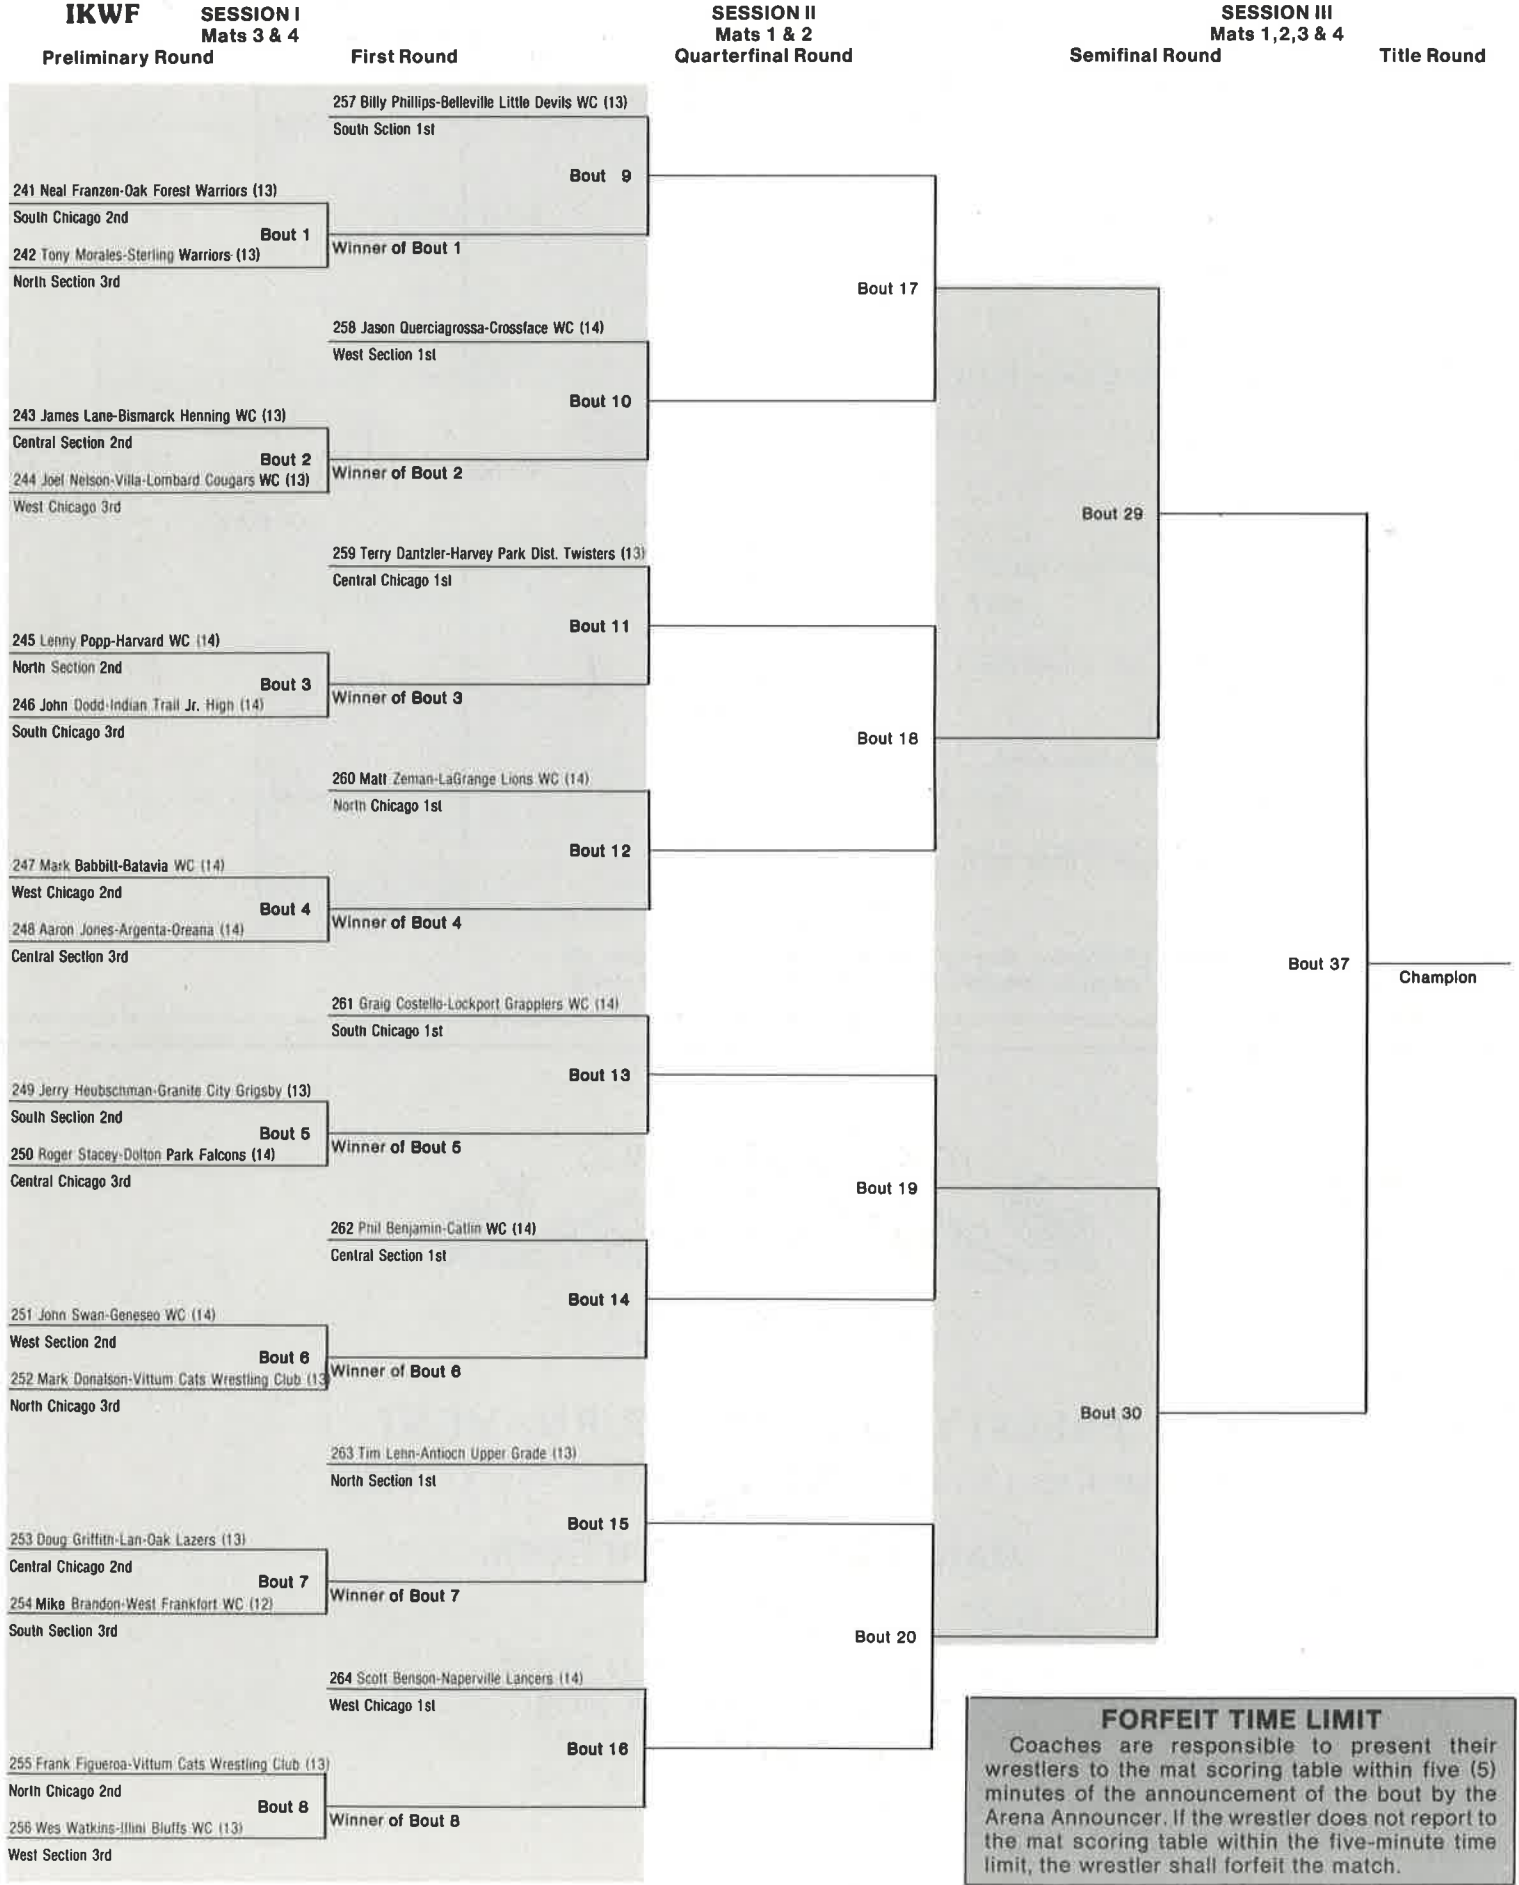 IKWF
SESSION I
Mats 3 & 4
SESSION II
Mats 1 & 2
SESSION III
Mats 1,2,3 & 4
Preliminary Round
First Round
Quarterfinal Round
Semifinal Round
Title Round
257 Billy Phillips-Belleville Little Devils WC (13)
South Sction 1st
Bout 9
241 Neal Franzen-Oak Forest Warriors (13)
South Chicago 2nd
Bout 1
Winner of Bout 1
242 Tony Morales-Sterling Warriors (13)
North Section 3rd
Bout 17
258 Jason Querciagrossa-Crossface WC (14)
West Section 1st
Bout 10
243 James Lane-Bismarck Henning WC (13)
Central Section 2nd
Bout 2
Winner of Bout 2
244 Joel Nelson-Villa-Lombard Cougars WC (13)
West Chicago 3rd
Bout 29
259 Terry Dantzler-Harvey Park Dist. Twisters (13)
Central Chicago 1st
Bout 11
245 Lenny Popp-Harvard WC (14)
North Section 2nd
Bout 3
Winner of Bout 3
246 John Dodd-Indian Trail Jr. High (14)
South Chicago 3rd
Bout 18
260 Matt Zeman-LaGrange Lions WC (14)
North Chicago 1st
Bout 12
247 Mark Babbitt-Batavia WC (14)
West Chicago 2nd
Bout 4
Winner of Bout 4
248 Aaron Jones-Argenta-Oreana (14)
Central Section 3rd
Bout 37
Champion
261 Graig Costello-Lockport Grapplers WC (14)
South Chicago 1st
Bout 13
249 Jerry Heubschman-Granite City Grigsby (13)
South Section 2nd
Bout 5
Winner of Bout 5
250 Roger Stacey-Dolton Park Falcons (14)
Central Chicago 3rd
Bout 19
262 Phil Benjamin-Catlin WC (14)
Central Section 1st
Bout 14
251 John Swan-Geneseo WC (14)
West Section 2nd
Bout 6
Winner of Bout 6
252 Mark Donalson-Vittum Cats Wrestling Club (13
North Chicago 3rd
Bout 30
263 Tim Lehn-Antioch Upper Grade (13)
North Section 1st
Bout 15
253 Doug Griffith-Lan-Oak Lazers (13)
Central Chicago 2nd
Bout 7
Winner of Bout 7
254 Mike Brandon-West Frankfort WC (12)
South Section 3rd
Bout 20
264 Scott Benson-Naperville Lancers (14)
West Chicago 1st
Bout 16
255 Frank Figueroa-Vittum Cats Wrestling Club (13)
North Chicago 2nd
Bout 8
Winner of Bout 8
256 Wes Watkins-Illini Bluffs WC (13)
West Section 3rd
FORFEIT TIME LIMIT
Coaches are responsible to present their
wrestlers to the mat scoring table within five (5)
minutes of the announcement of the bout by the
Arena Announcer. If the wrestler does not report to
the mat scoring table within the five-minute time
limit, the wrestler shall forfeit the match.